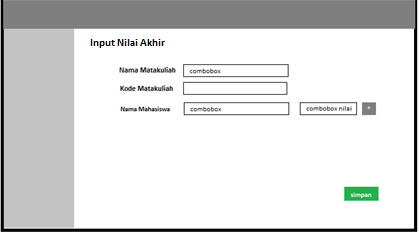 Input Nilai Akhir
Nama Matakuliah combobox
Kode Matakuliah
Nama Mahasiswa combobox combobox nilai +
simpan